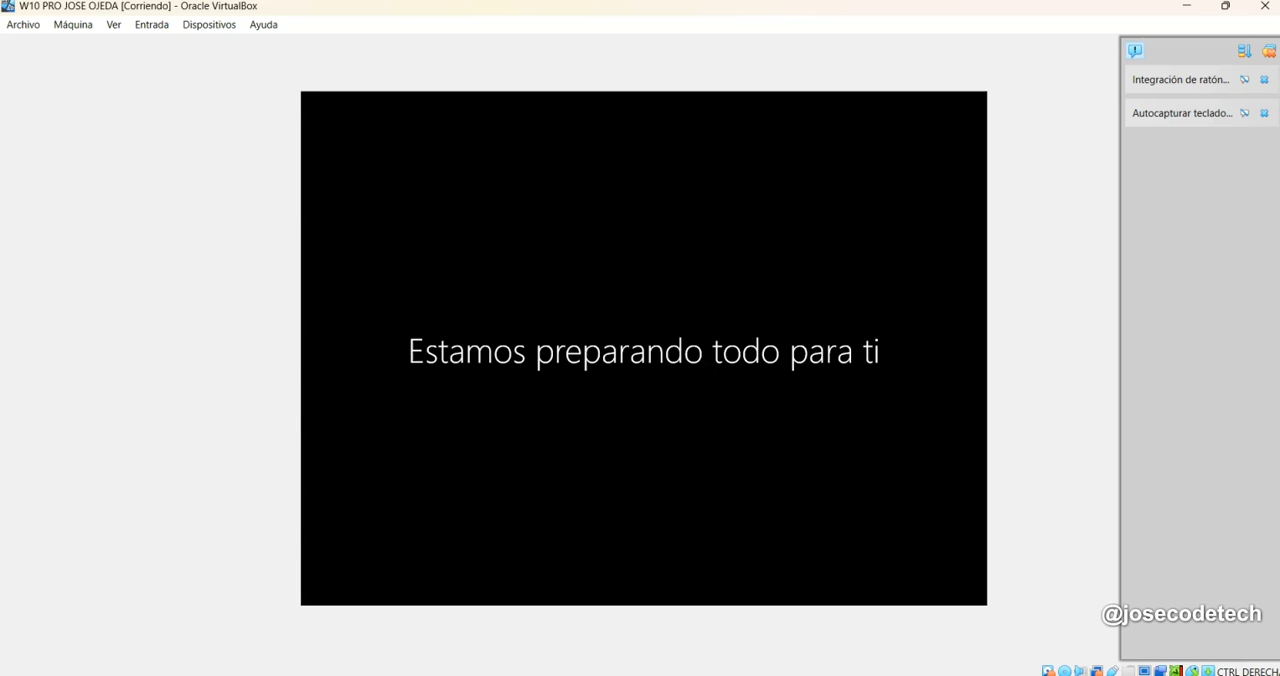 W10 PRO JOSE OJEDA [Corriendo] - Oracle VirtualBox
Archivo Máquina Ver Entrada Dispositivos Ayuda
Integración de ratón...
Autocapturar teclado...
Estamos preparando todo para ti
@josecodetech
CTRL DERECH